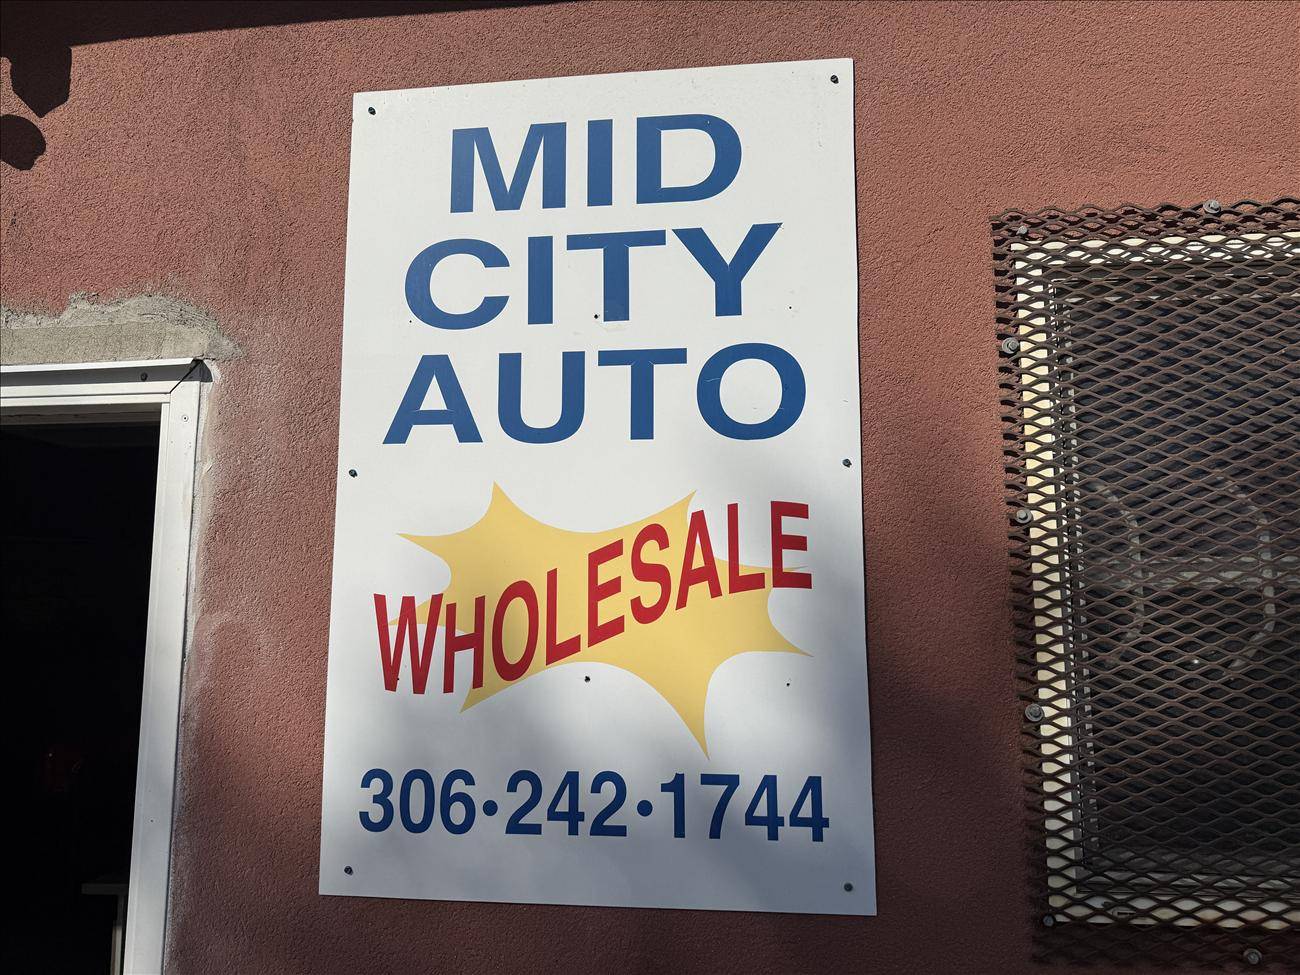 MID
CITY
AUTO
WHOLESALE
306·242·1744